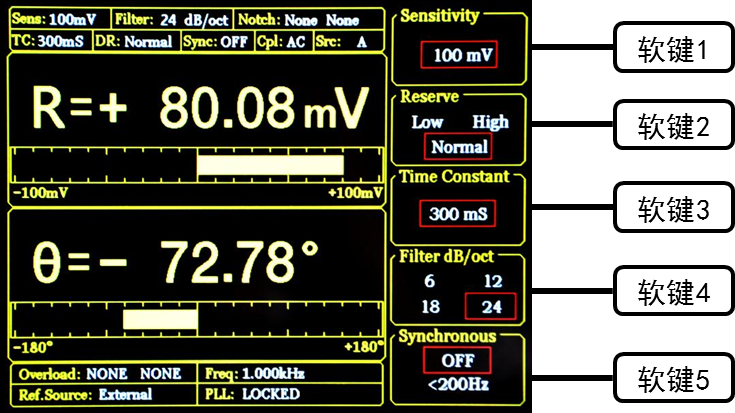 Sens: 100mV Filter: 24 dB/oct Notch: None None
TC: 300mS DR: Normal Sync: OFF Cpl: AC Src: A
R=+ 80.08mV
-100mV +100mV
θ=- 72.78°
-180° +180°
Overload: NONE NONE Freq: 1.000kHz
Ref.Source: External PLL: LOCKED
Sensitivity
100 mV
Reserve
Low High
Normal
Time Constant
300 mS
Filter dB/oct
6 12
18 24
Synchronous
OFF
<200Hz
软键1
软键2
软键3
软键4
软键5